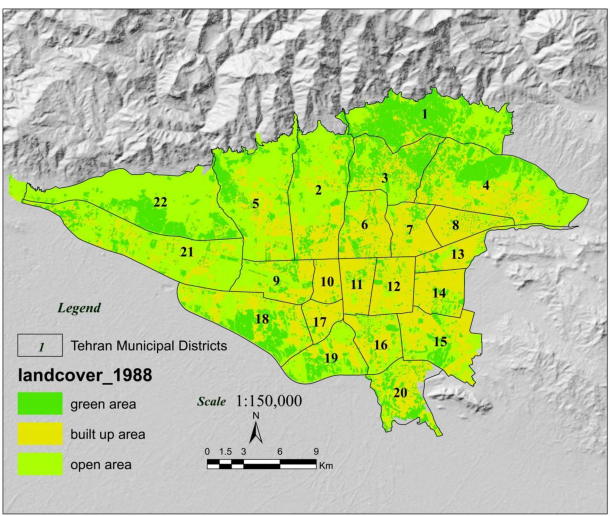 1
3
4
2
22
5
6
7
8
21
13
9
10
11
12
14
18
17
15
16
19
20
Legend
1 Tehran Municipal Districts
landcover_1988
green area
built up area
open area
Scale 1:150,000
N
0 1.5 3 6 9
Km